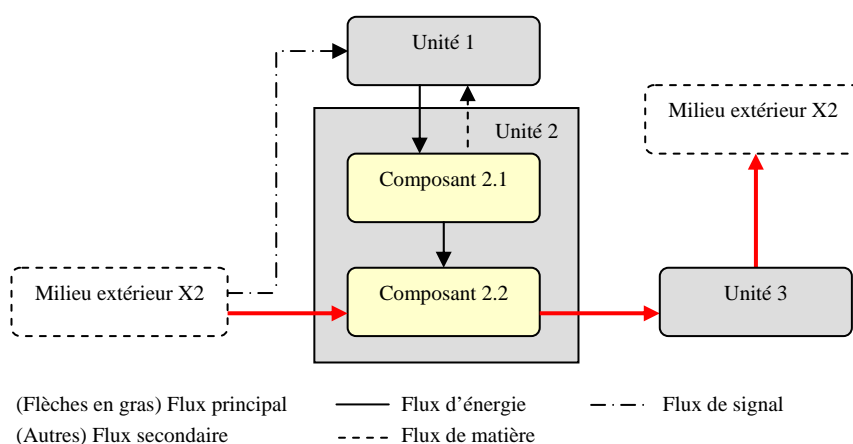 Unité 1
Milieu extérieur X2
Unité 2
Composant 2.1
Milieu extérieur X2
Composant 2.2
Unité 3
(Flèches en gras) Flux principal
Flux d'énergie
Flux de signal
(Autres) Flux secondaire
Flux de matière